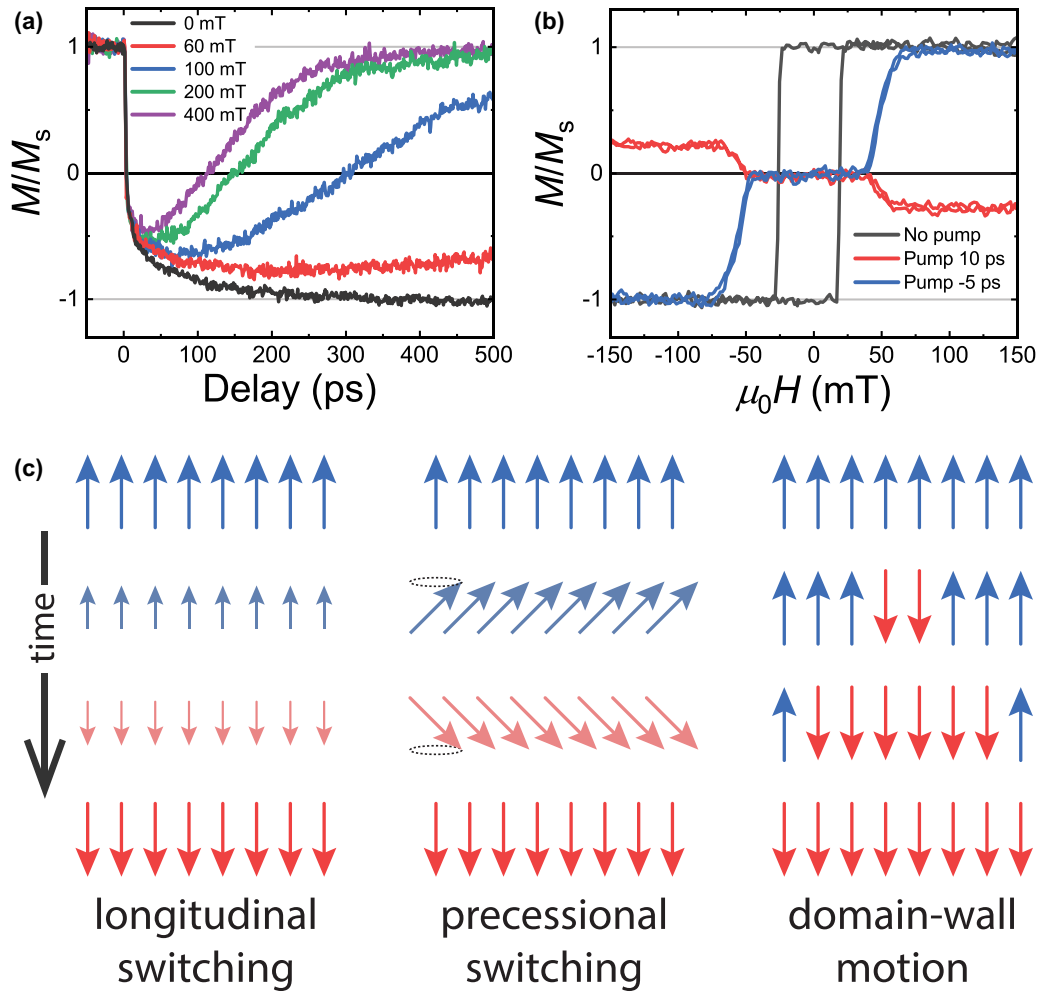 (a)
0 mT
60 mT
100 mT
200 mT
400 mT
1
0
-1
M/Ms
0
100
200
300
400
500
Delay (ps)
(b)
No pump
Pump 10 ps
Pump -5 ps
1
0
-1
M/Ms
-150
-100
-50
0
50
100
150
μ0H (mT)
(c)
time
longitudinal
switching
precessional
switching
domain-wall
motion